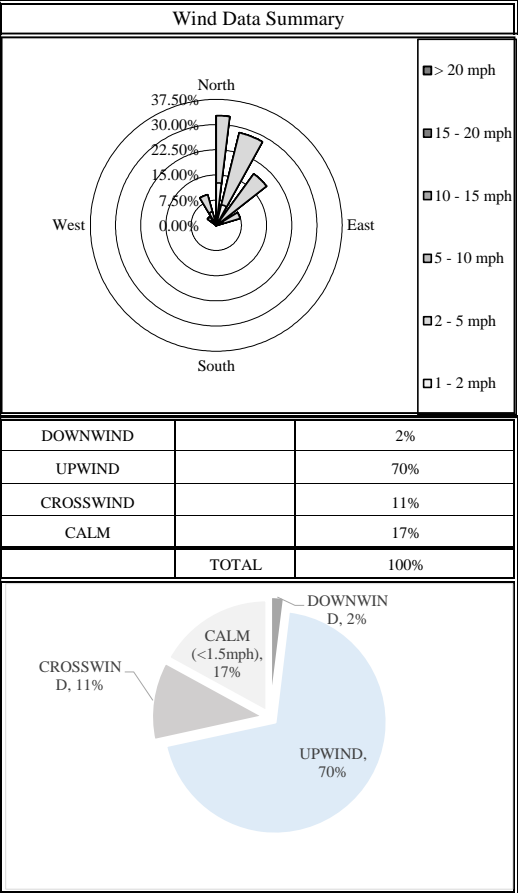 Wind Data Summary
North
37.50%
30.00%
22.50%
15.00%
7.50%
0.00%
West
East
South
> 20 mph
15 - 20 mph
10 - 15 mph
5 - 10 mph
2 - 5 mph
1 - 2 mph
DOWNWIND 2%
UPWIND 70%
CROSSWIND 11%
CALM 17%
TOTAL 100%
DOWNWIN
D, 2%
CALM
(<1.5mph),
17%
CROSSWIN
D, 11%
UPWIND,
70%